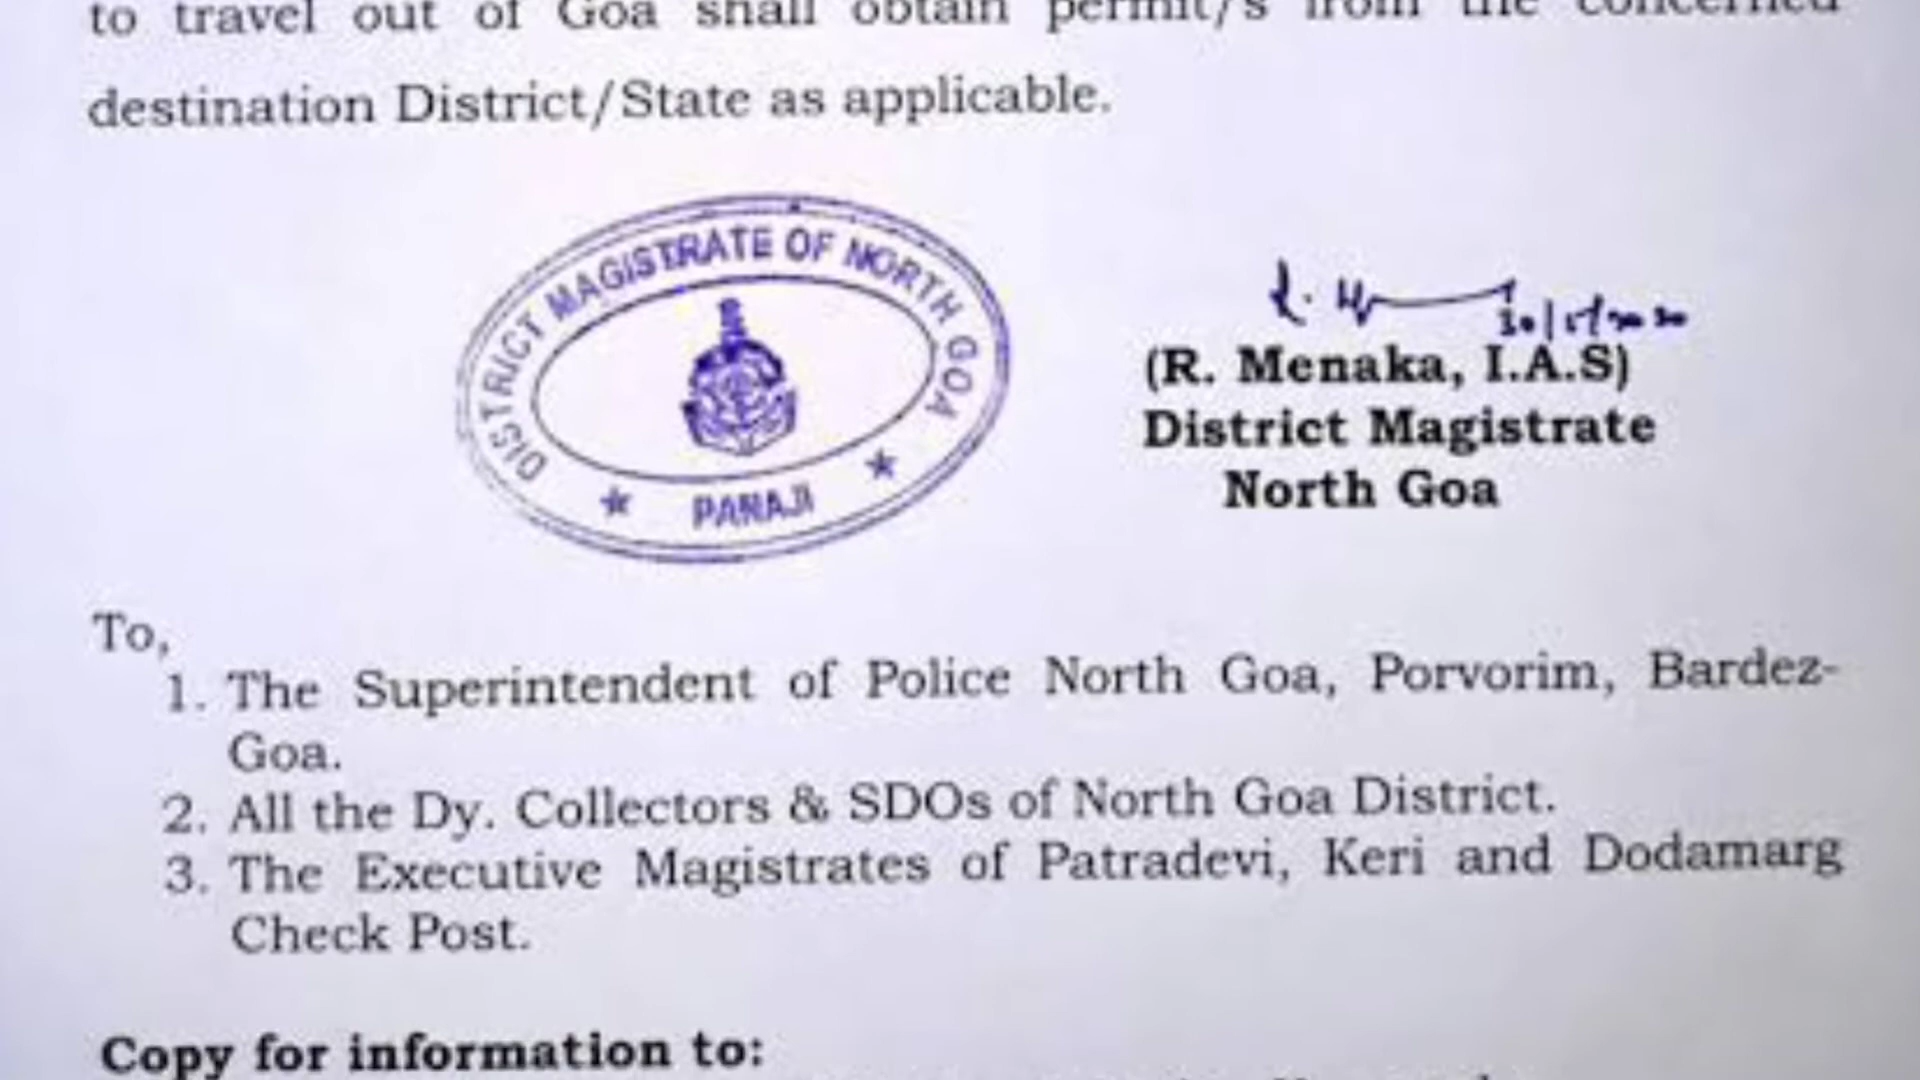 to travel out of Goa shall obtain permit/s from the concerned
destination District/State as applicable.
DISTRICT MAGISTRATE OF NORTH GOA
★ PANAJI ★
(R. Menaka, I.A.S)
District Magistrate
North Goa
To,
1. The Superintendent of Police North Goa, Porvorim, Bardez-
Goa.
2. All the Dy. Collectors & SDOs of North Goa District.
3. The Executive Magistrates of Patradevi, Keri and Dodamarg
Check Post.
Copy for information to: